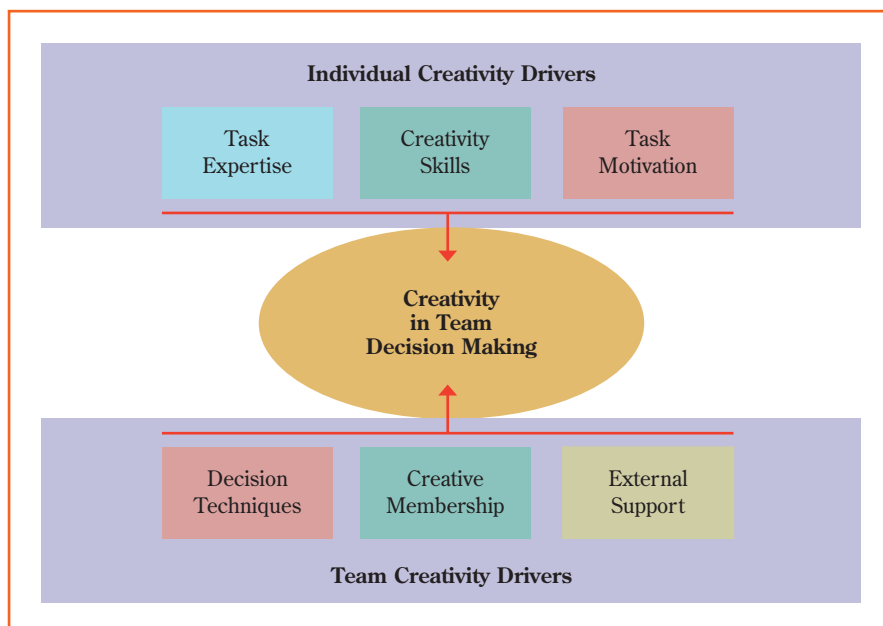 Individual Creativity Drivers
Task
Expertise
Creativity
Skills
Task
Motivation
Creativity
in Team
Decision Making
Decision
Techniques
Creative
Membership
External
Support
Team Creativity Drivers